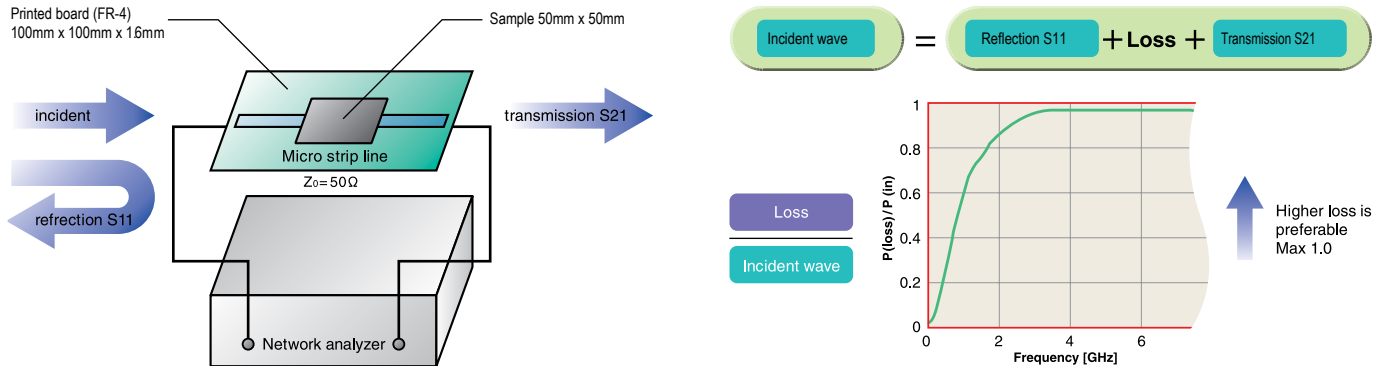 Printed board (FR-4)
100mm x 100mm x 1.6mm
Sample 50mm x 50mm
incident
transmission S21
Micro strip line
Z₀=50Ω
refrection S11
Network analyzer
Incident wave = Reflection S11 +Loss + Transmission S21
Loss
Incident wave
P(loss) / P (in)
1
0.8
0.6
0.4
0.2
0
0 2 4 6
Frequency [GHz]
Higher loss is
preferable
Max 1.0